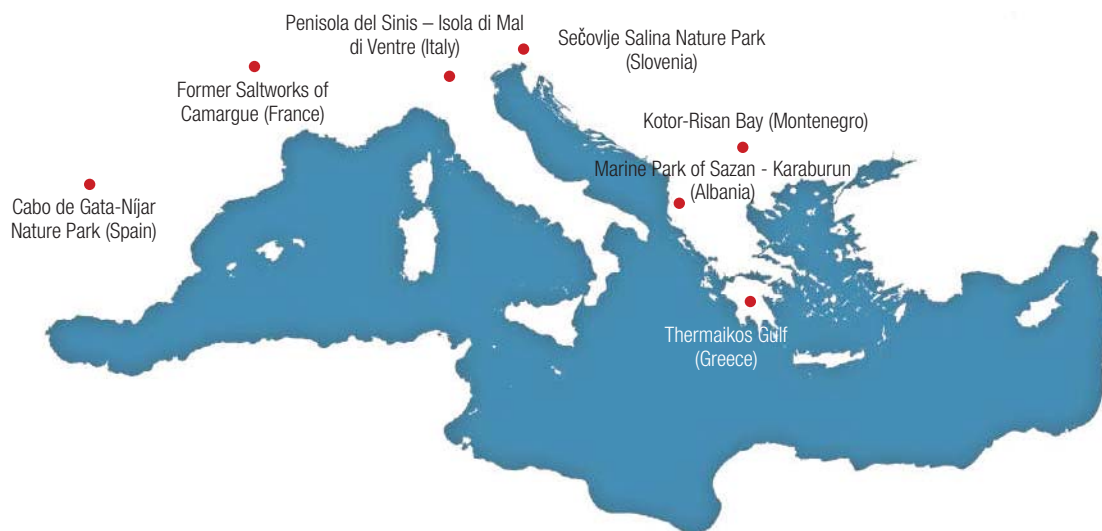 Penisola del Sinis – Isola di Mal
di Ventre (Italy)
Sečovlje Salina Nature Park
(Slovenia)
Former Saltworks of
Camargue (France)
Kotor-Risan Bay (Montenegro)
Marine Park of Sazan - Karaburun
(Albania)
Cabo de Gata-Níjar
Nature Park (Spain)
Thermaikos Gulf
(Greece)